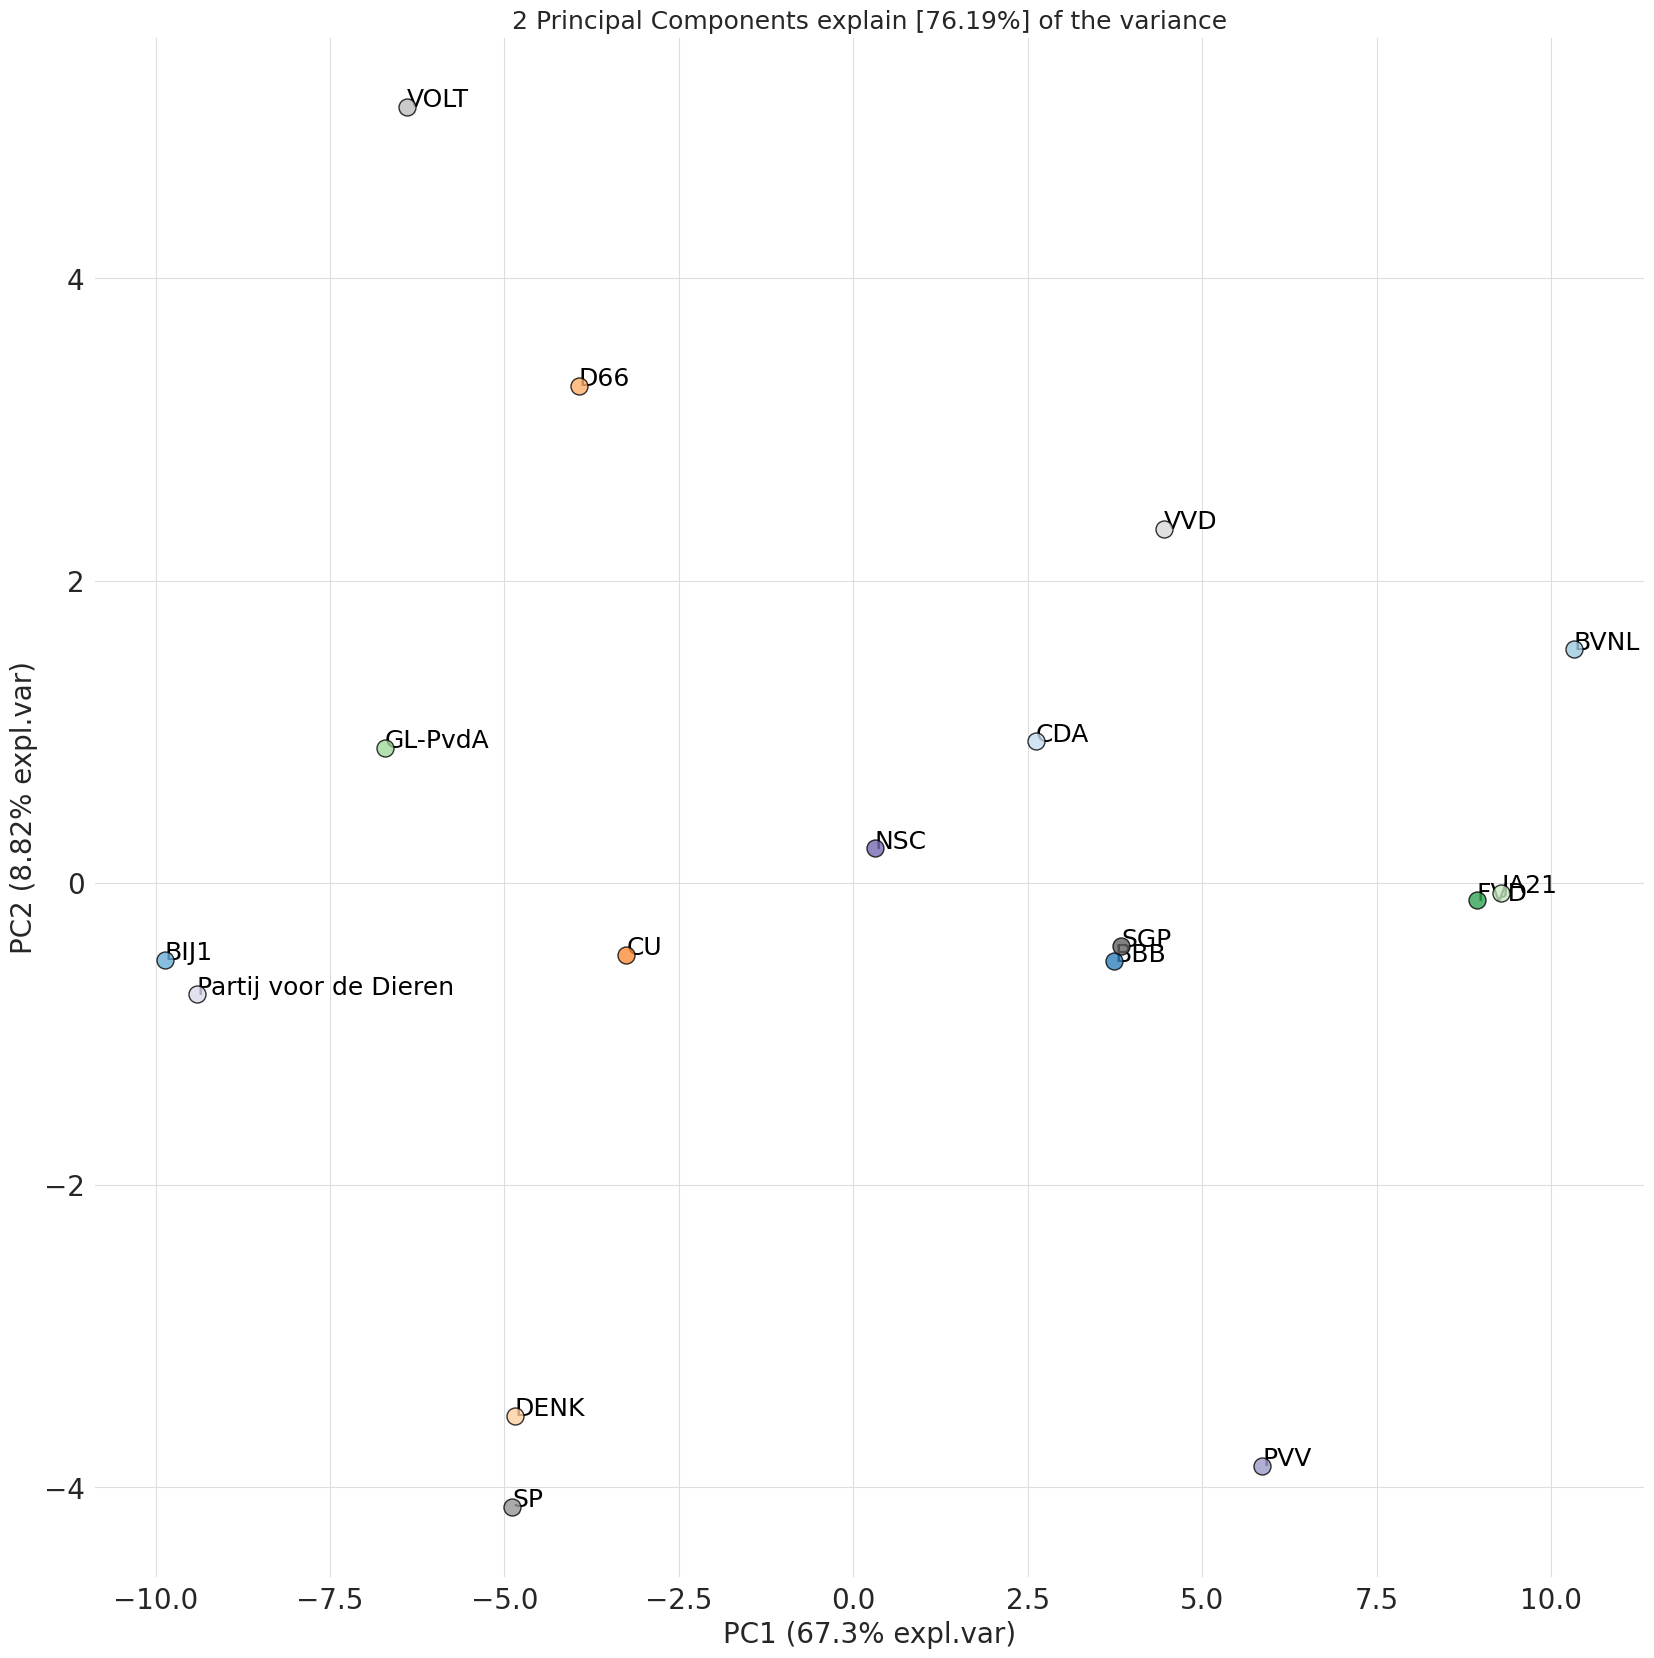 2 Principal Components explain [76.19%] of the variance
VOLT
4
D66
VVD
2
BVNL
GL-PvdA
CDA
NSC
0
JA21
FVD
SGP
BBB
CU
BIJ1
Partij voor de Dieren
−2
DENK
PVV
−4
SP
−10.0 −7.5 −5.0 −2.5 0.0 2.5 5.0 7.5 10.0
PC1 (67.3% expl.var)
PC2 (8.82% expl.var)